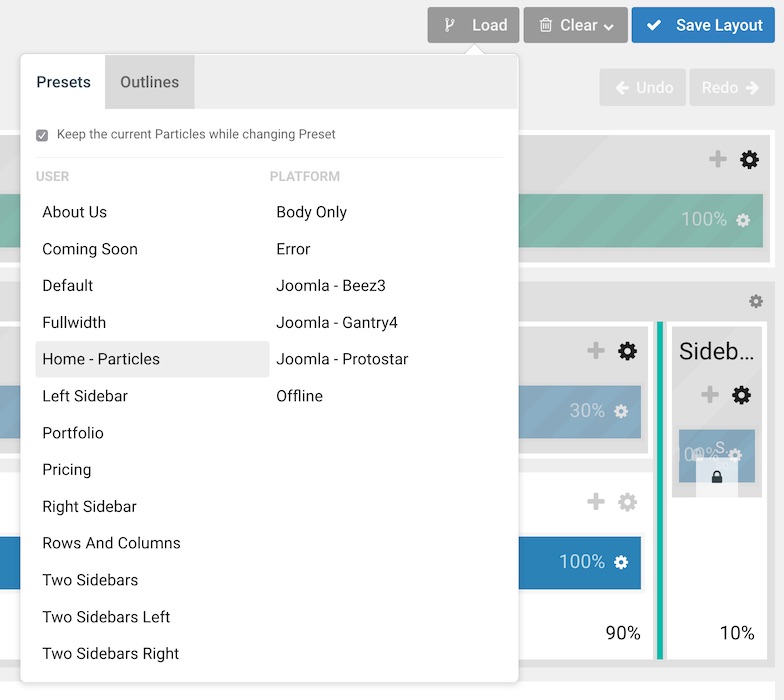 Load
Clear
Save Layout
Presets
Outlines
Undo
Redo
Keep the current Particles while changing Preset
USER
About Us
Coming Soon
Default
Fullwidth
Home - Particles
Left Sidebar
Portfolio
Pricing
Right Sidebar
Rows And Columns
Two Sidebars
Two Sidebars Left
Two Sidebars Right
PLATFORM
Body Only
Error
Joomla - Beez3
Joomla - Gantry4
Joomla - Protostar
Offline
100%
30%
100%
90%
Sideb...
S...
10%